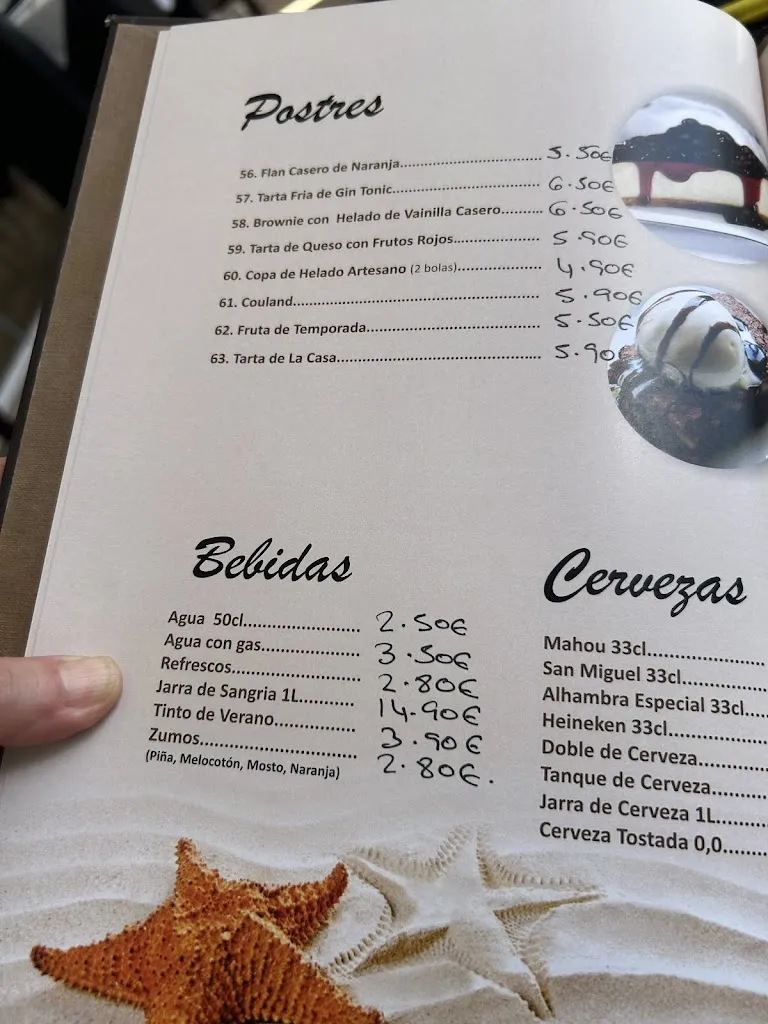 Postres
56. Flan Casero de Naranja.......................... 5.50€
57. Tarta Fria de Gin Tonic.......................... 6.50€
58. Brownie con Helado de Vainilla Casero......... 6.50€
59. Tarta de Queso con Frutos Rojos................ 5.90€
60. Copa de Helado Artesano (2 bolas)................ 4.90€
61. Couland.......................... 5.90€
62. Fruta de Temporada.......................... 5.50€
63. Tarta de La Casa.......................... 5.90
Bebidas
Agua 50cl.......................... 2.50€
Agua con gas.......................... 3.50€
Refrescos.......................... 2.80€
Jarra de Sangria 1L............ 14.90€
Tinto de Verano................ 3.90€
Zumos.......................... 2.80€.
(Piña, Melocotón, Mosto, Naranja)
Cervezas
Mahou 33cl..........................
San Miguel 33cl....................
Alhambra Especial 33cl.....
Heineken 33cl......................
Doble de Cerveza................
Tanque de Cerveza..............
Jarra de Cerveza 1L............
Cerveza Tostada 0,0........